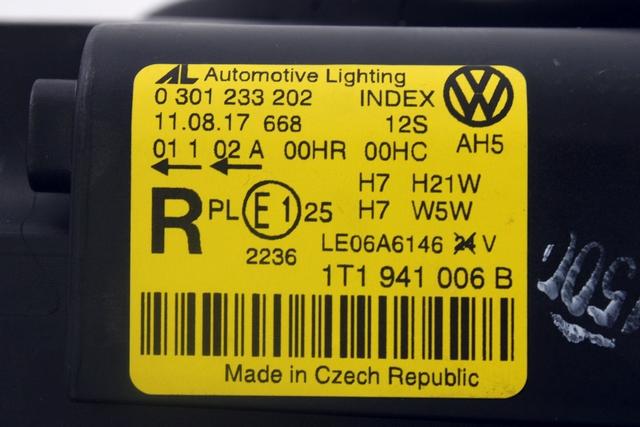 AL Automotive Lighting
0 301 233 202 INDEX
11.08.17 668 12S
01 1 02 A 00HR 00HC AH5
H7 H21W
R PL E1 25 H7 W5W
2236 LE06A6146 24 V
1T1 941 006 B
Made in Czech Republic